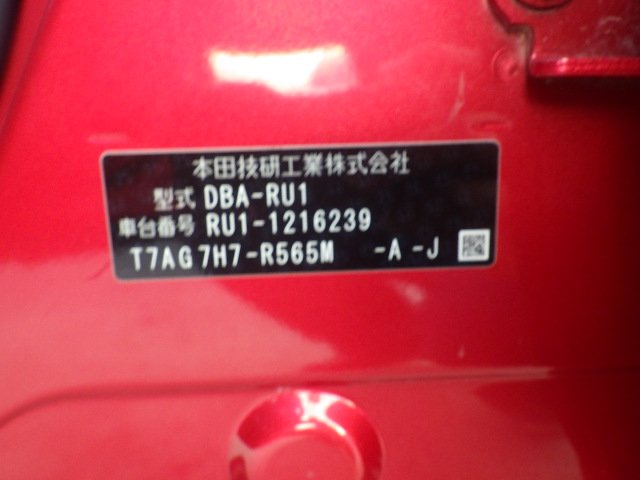 本田技研工業株式会社
型式 DBA-RU1
車台番号 RU1-1216239
T7AG 7H7-R565M -A -J